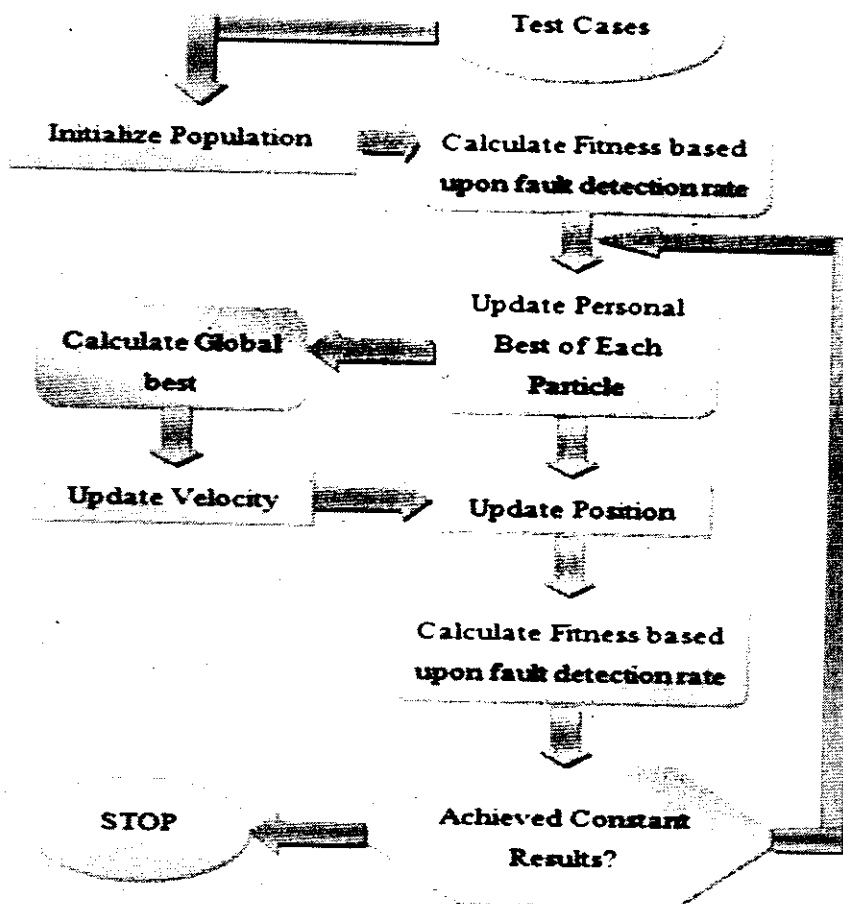 Test Cases
Initialize Population
Calculate Fitness based
upon fault detection rate
Update Personal
Best of Each
Particle
Calculate Global
best
Update Velocity
Update Position
Calculate Fitness based
upon fault detection rate
Achieved Constant
Results?
STOP